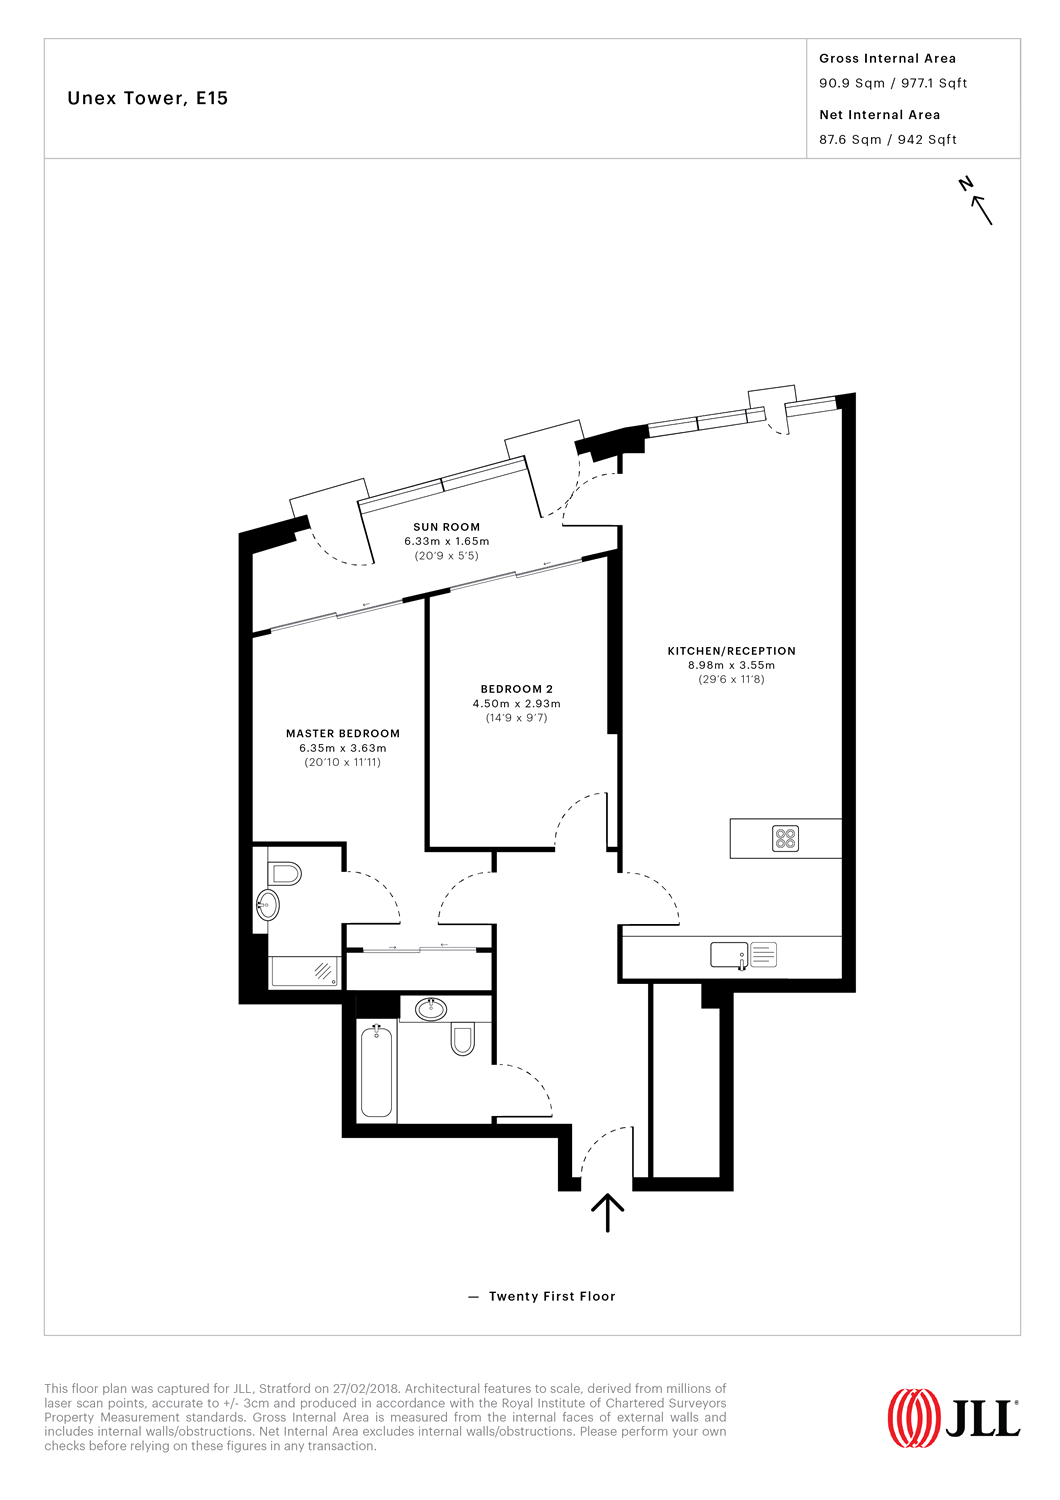 Unex Tower, E15
Gross Internal Area
90.9 Sqm / 977.1 Sqft
Net Internal Area
87.6 Sqm / 942 Sqft
N
SUN ROOM
6.33m x 1.65m
(20'9 x 5'5)
KITCHEN/RECEPTION
8.98m x 3.55m
(29'6 x 11'8)
BEDROOM 2
4.50m x 2.93m
(14'9 x 9'7)
MASTER BEDROOM
6.35m x 3.63m
(20'10 x 11'11)
— Twenty First Floor
This floor plan was captured for JLL, Stratford on 27/02/2018. Architectural features to scale, derived from millions of
laser scan points, accurate to +/- 3cm and produced in accordance with the Royal Institute of Chartered Surveyors
Property Measurement standards. Gross Internal Area is measured from the internal faces of external walls and
includes internal walls/obstructions. Net Internal Area excludes internal walls/obstructions. Please perform your own
checks before relying on these figures in any transaction.
JLL®